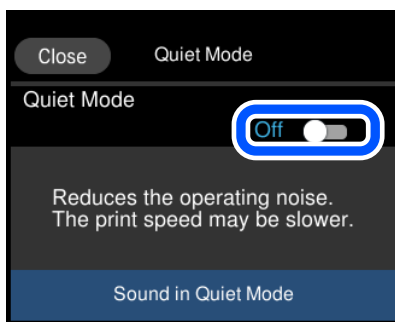 Close Quiet Mode
Quiet Mode
Off
Reduces the operating noise.
The print speed may be slower.
Sound in Quiet Mode